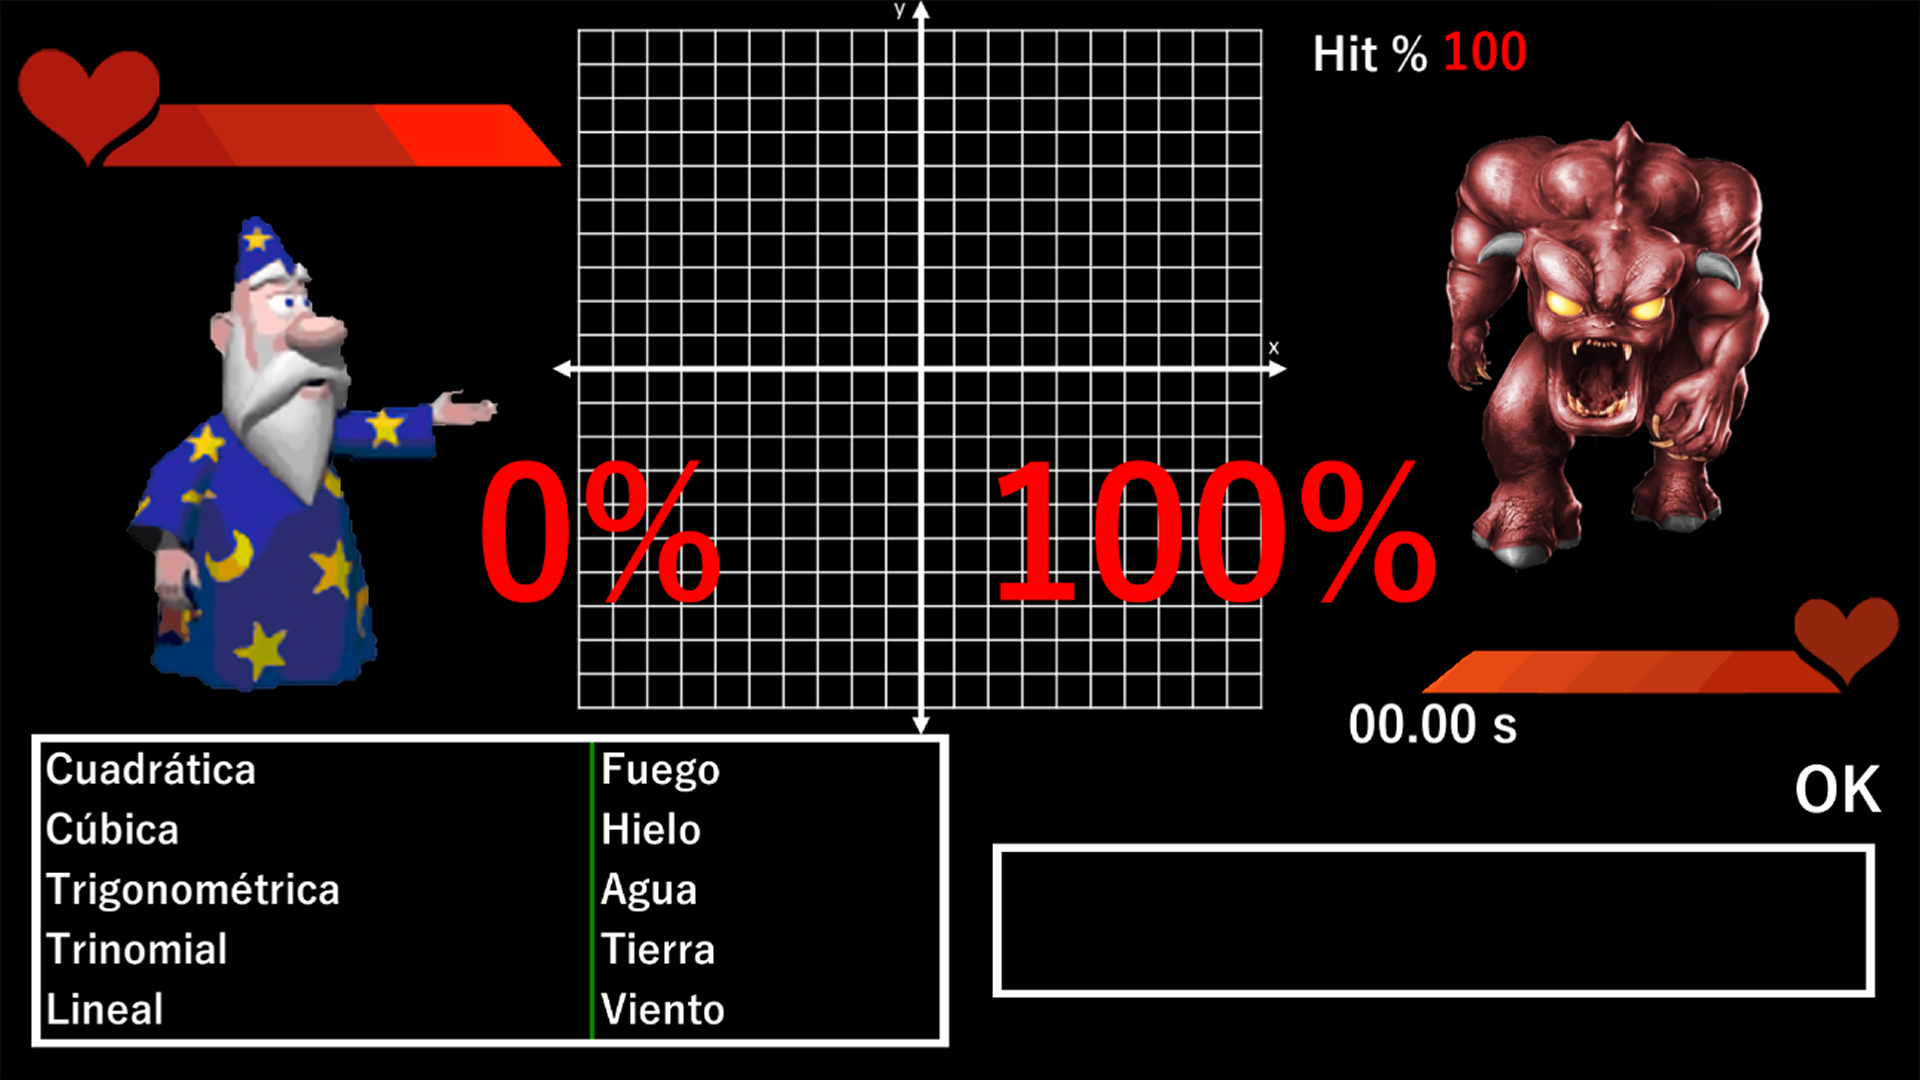 y
Hit % 100
x
0%
100%
00.00 s
OK
Cuadrática
Fuego
Cúbica
Hielo
Trigonométrica
Agua
Trinomial
Tierra
Lineal
Viento